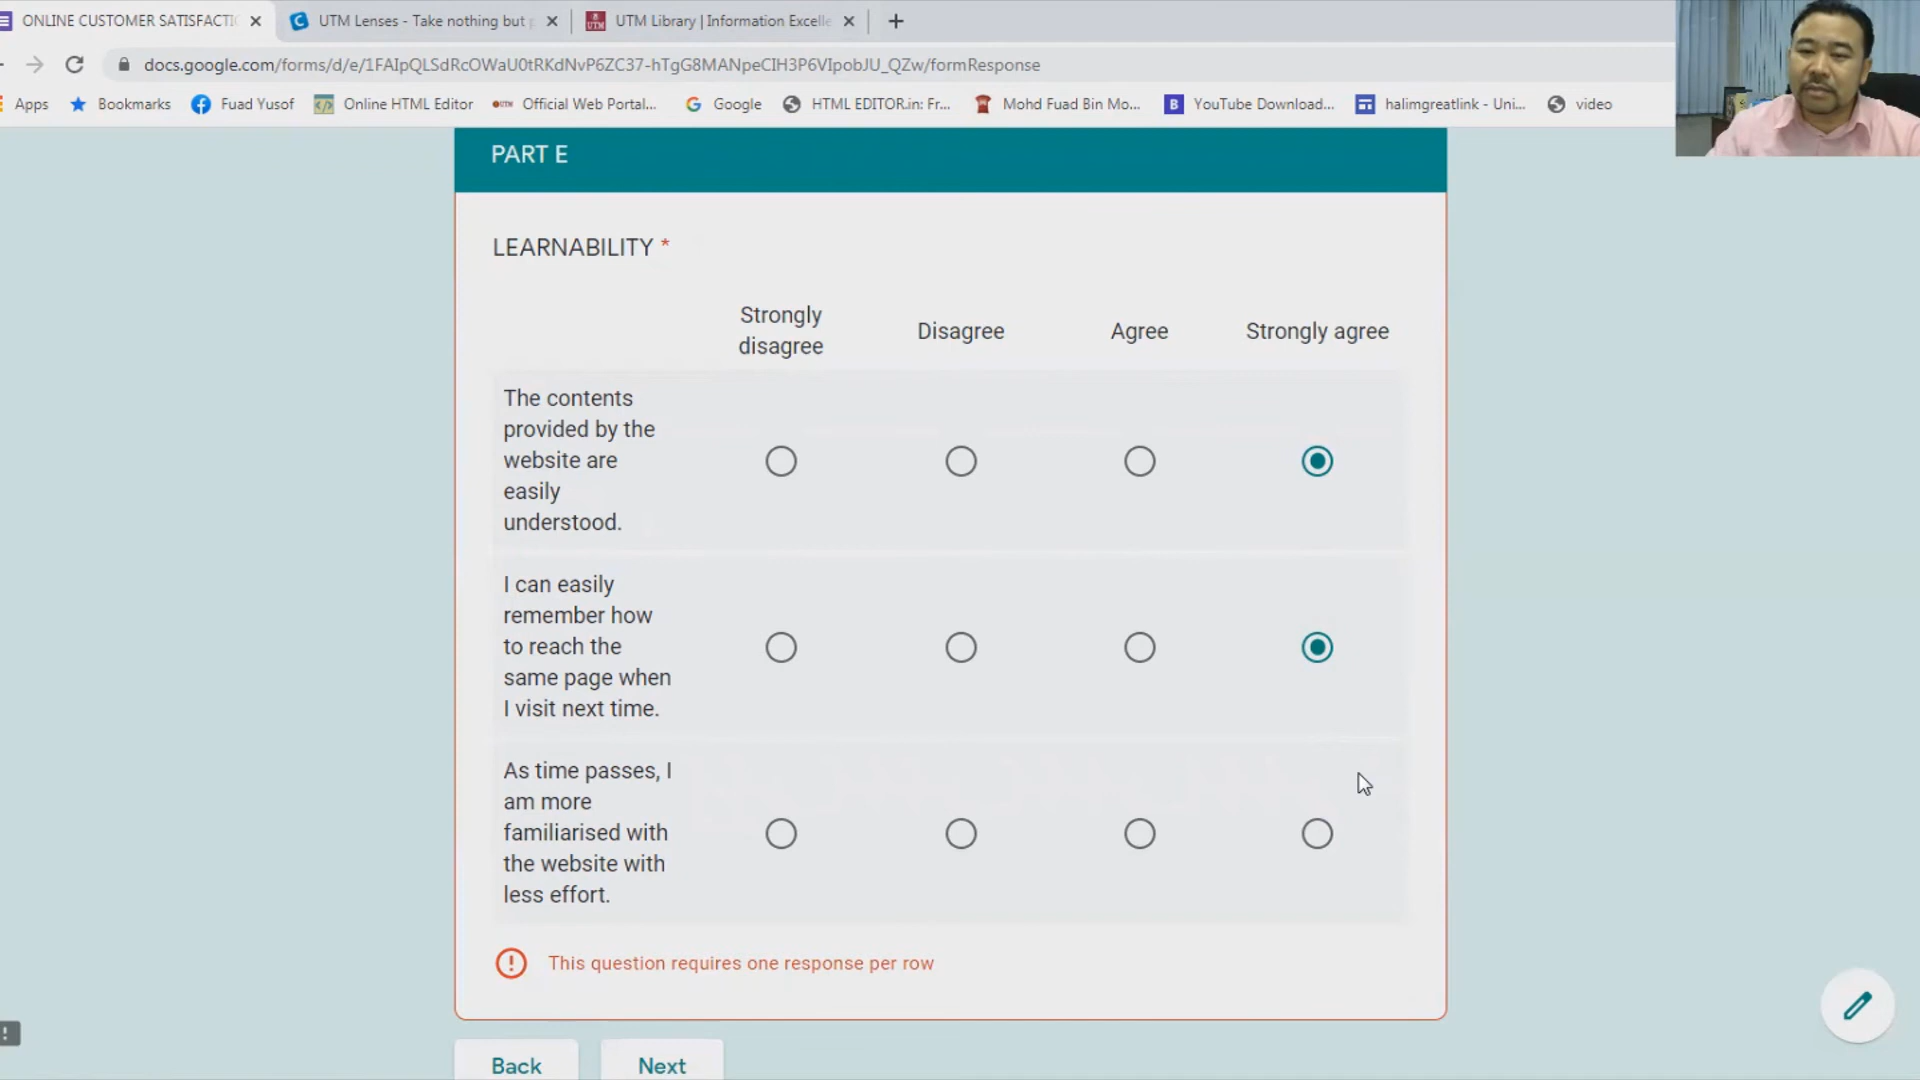 ONLINE CUSTOMER SATISFACTI
UTM Lenses - Take nothing but
UTM Library | Information Excelle
docs.google.com/forms/d/e/1FAIpQLSdRcOWaU0tRKdNvP6ZC37-hTgG8MANpeCIH3P6VIpobJU_QZw/formResponse
Apps
Bookmarks
Fuad Yusof
Online HTML Editor
Official Web Portal...
Google
HTML EDITOR.in: Fr...
Mohd Fuad Bin Mo...
YouTube Download...
halimgreatlink - Uni...
video
PART E
LEARNABILITY *
Strongly
disagree
Disagree
Agree
Strongly agree
The contents
provided by the
website are
easily
understood.
I can easily
remember how
to reach the
same page when
I visit next time.
As time passes, I
am more
familiarised with
the website with
less effort.
This question requires one response per row
Back
Next